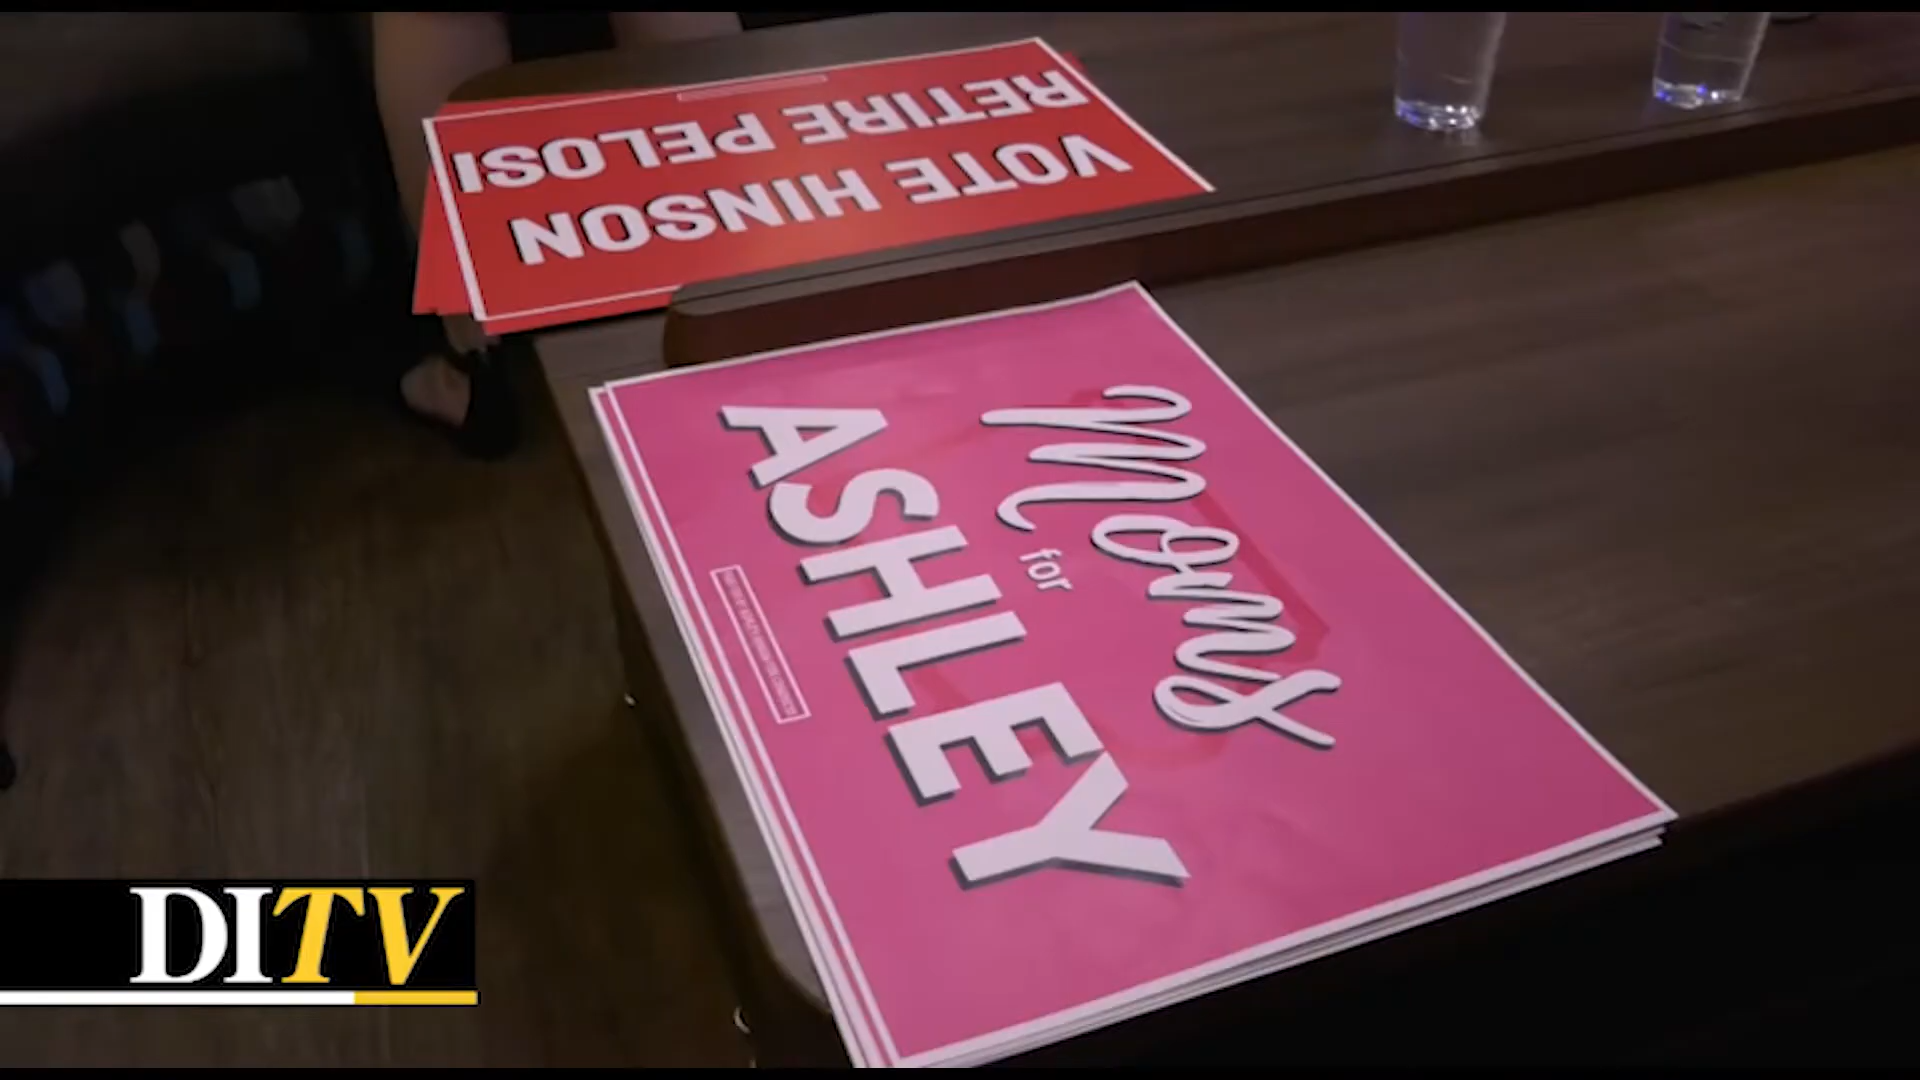 VOTE HINSON
RETIRE PELOSI
Moms
for
ASHLEY
DITV